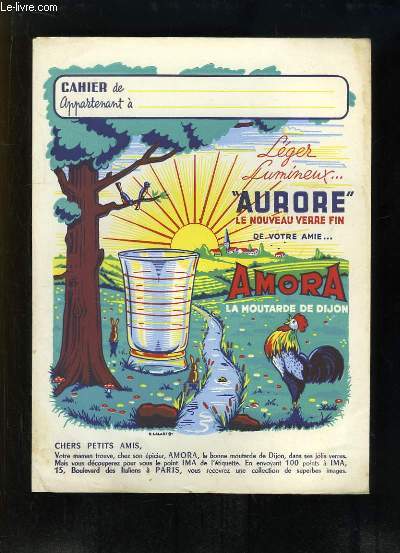 Le-livre.com
CAHIER de
Appartenant à
Léger
Lumineux...
"AURORE"
LE NOUVEAU VERRE FIN
DE VOTRE AMIE...
AMORA
LA MOUTARDE DE DIJON
CHERS PETITS AMIS,
Votre maman trouve, chez son épicier, AMORA, la bonne moutarde de Dijon, dans ses jolis verres.
Mais vous découperez pour vous le point IMA de l'étiquette. En envoyant 100 points à IMA,
15, Boulevard des Italiens à PARIS, vous recevrez une collection de superbes images.